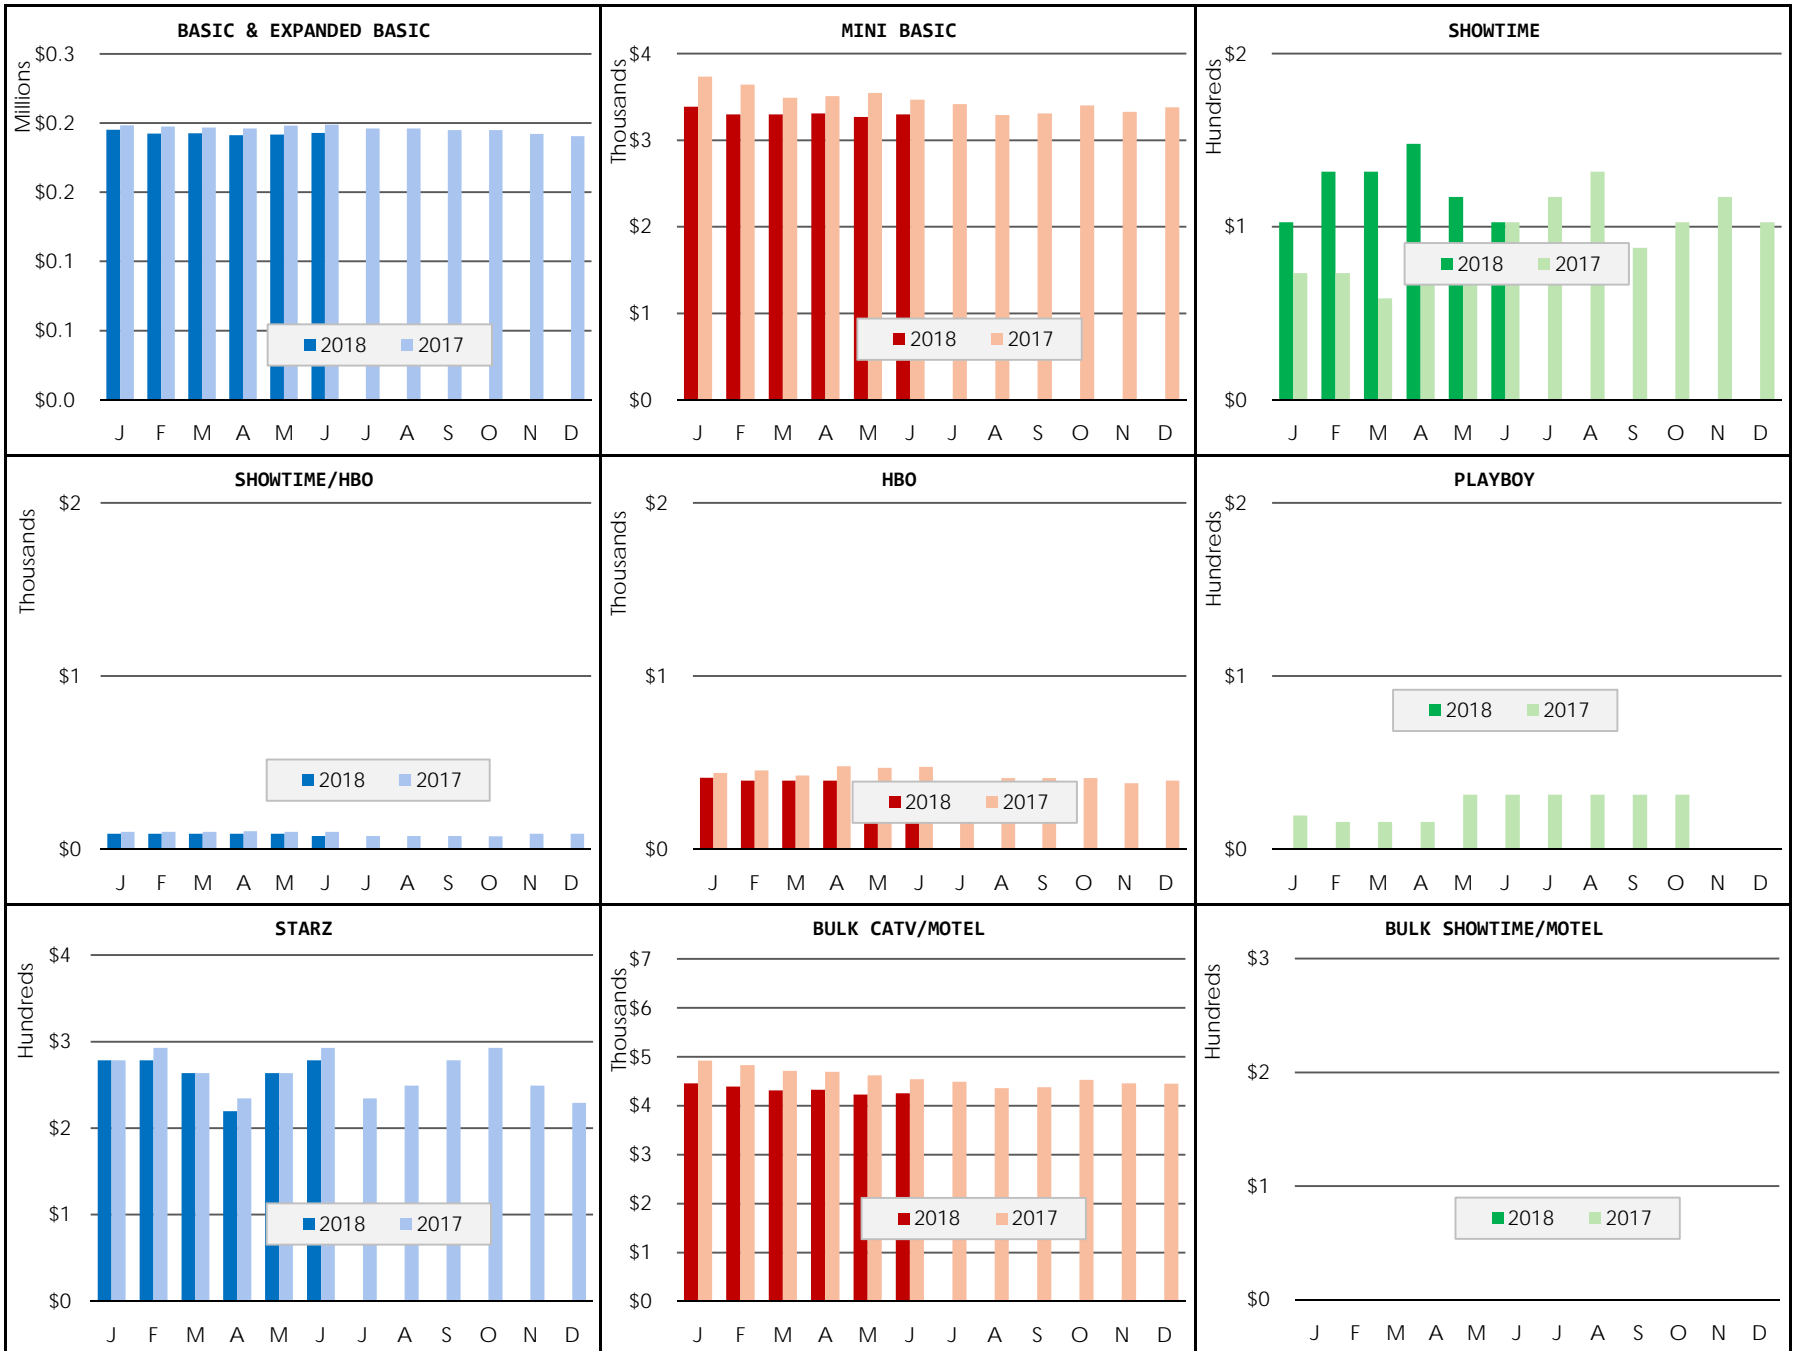 BASIC & EXPANDED BASIC
Millions
$0.3
$0.2
$0.2
$0.1
$0.1
$0.0
2018 2017
J F M A M J J A S O N D
MINI BASIC
Thousands
$4
$3
$2
$1
$0
2018 2017
J F M A M J J A S O N D
SHOWTIME
Hundreds
$2
$1
$0
2018 2017
J F M A M J J A S O N D
SHOWTIME/HBO
Thousands
$2
$1
$0
2018 2017
J F M A M J J A S O N D
HBO
Thousands
$2
$1
$0
2018 2017
J F M A M J J A S O N D
PLAYBOY
Hundreds
$2
$1
$0
2018 2017
J F M A M J J A S O N D
STARZ
Hundreds
$4
$3
$2
$1
$0
2018 2017
J F M A M J J A S O N D
BULK CATV/MOTEL
Thousands
$7
$6
$5
$4
$3
$2
$1
$0
2018 2017
J F M A M J J A S O N D
BULK SHOWTIME/MOTEL
Hundreds
$3
$2
$1
$0
2018 2017
J F M A M J J A S O N D